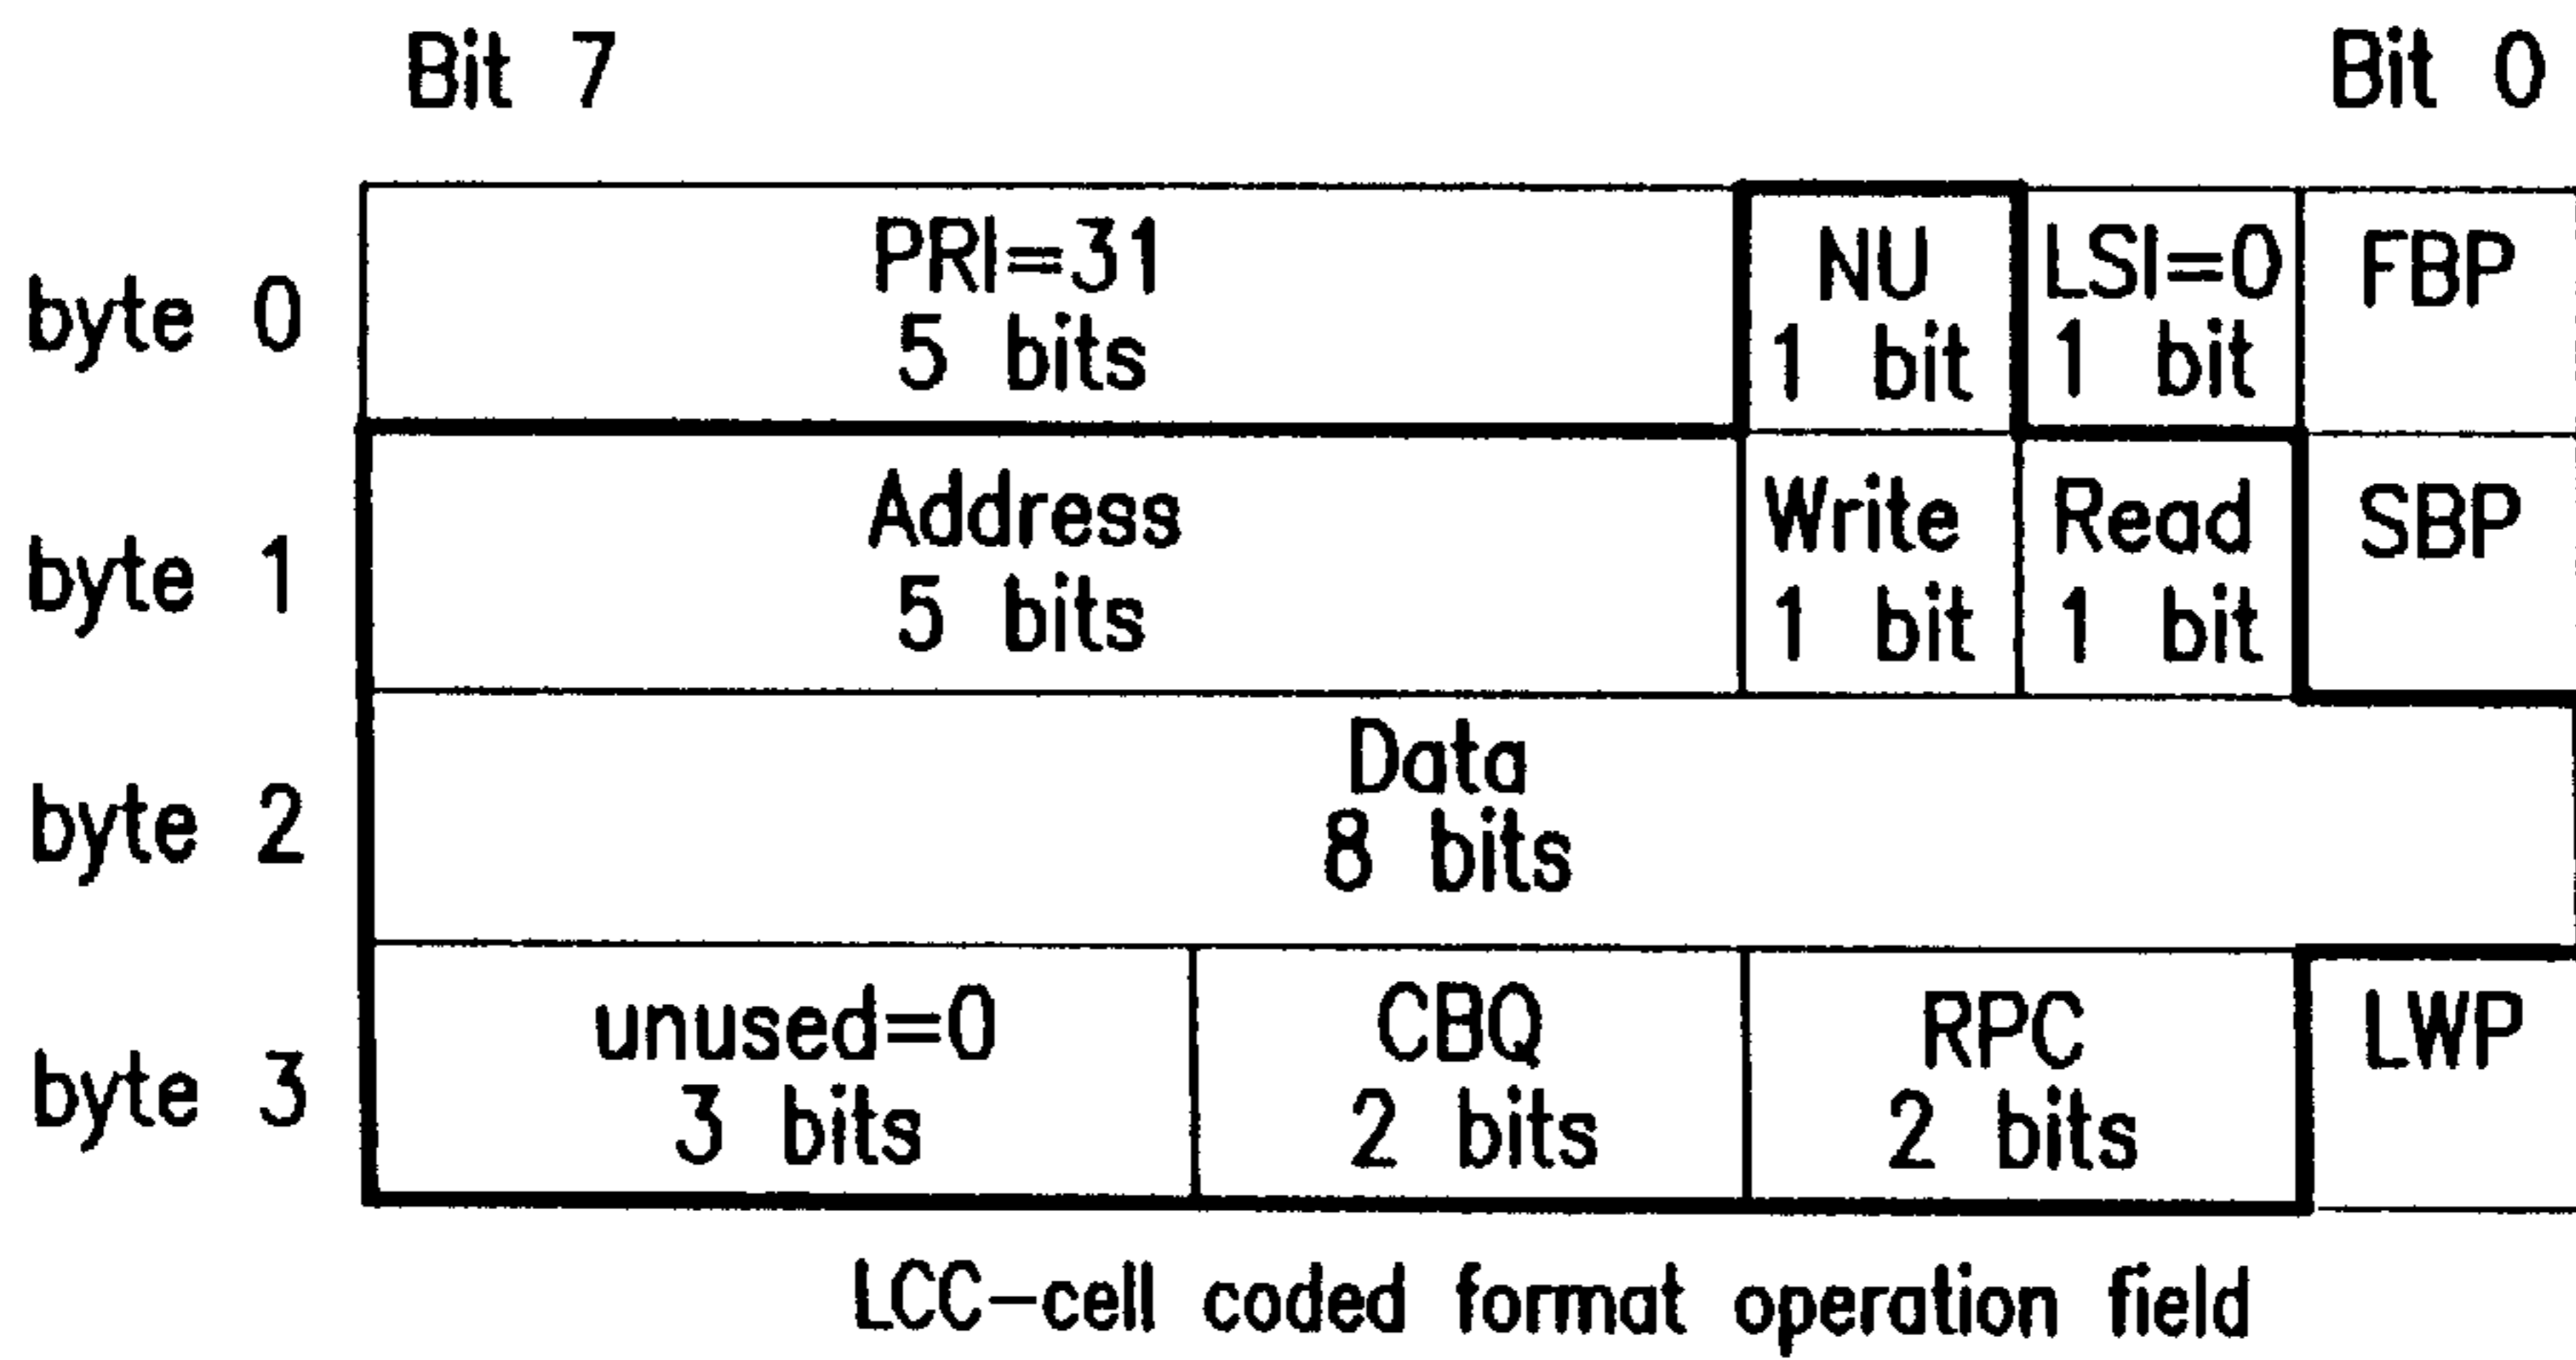 Bit 7 Bit 0
byte 0 PRI=31 NU LSI=0 FBP
5 bits 1 bit 1 bit
byte 1 Address Write Read SBP
5 bits 1 bit 1 bit
byte 2 Data
8 bits
byte 3 unused=0 CBQ RPC LWP
3 bits 2 bits 2 bits
LCC-cell coded format operation field